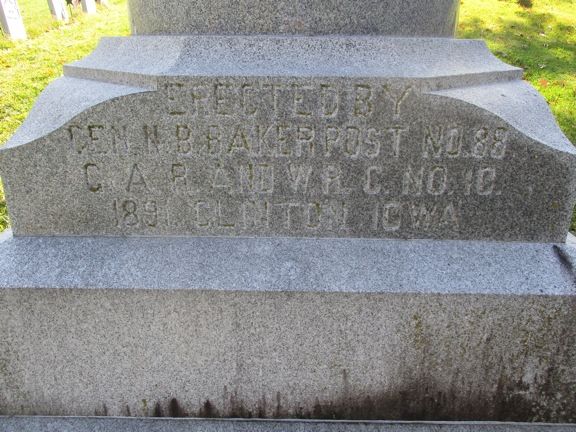 ERECTED BY
GEN. N. B. BAKER POST NO. 88
G. A. R. AND W. R. C. NO. 10.
1891 CLINTON IOWA